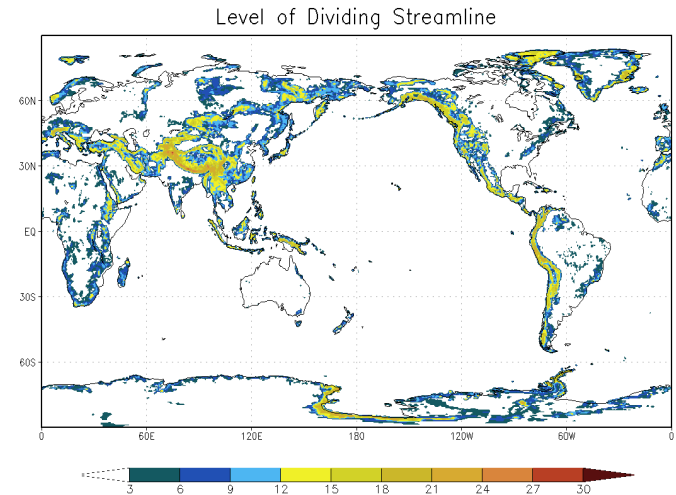 Level of Dividing Streamline
60N
30N
EQ
30S
60S
0 60E 120E 180 120W 60W 0
3 6 9 12 15 18 21 24 27 30